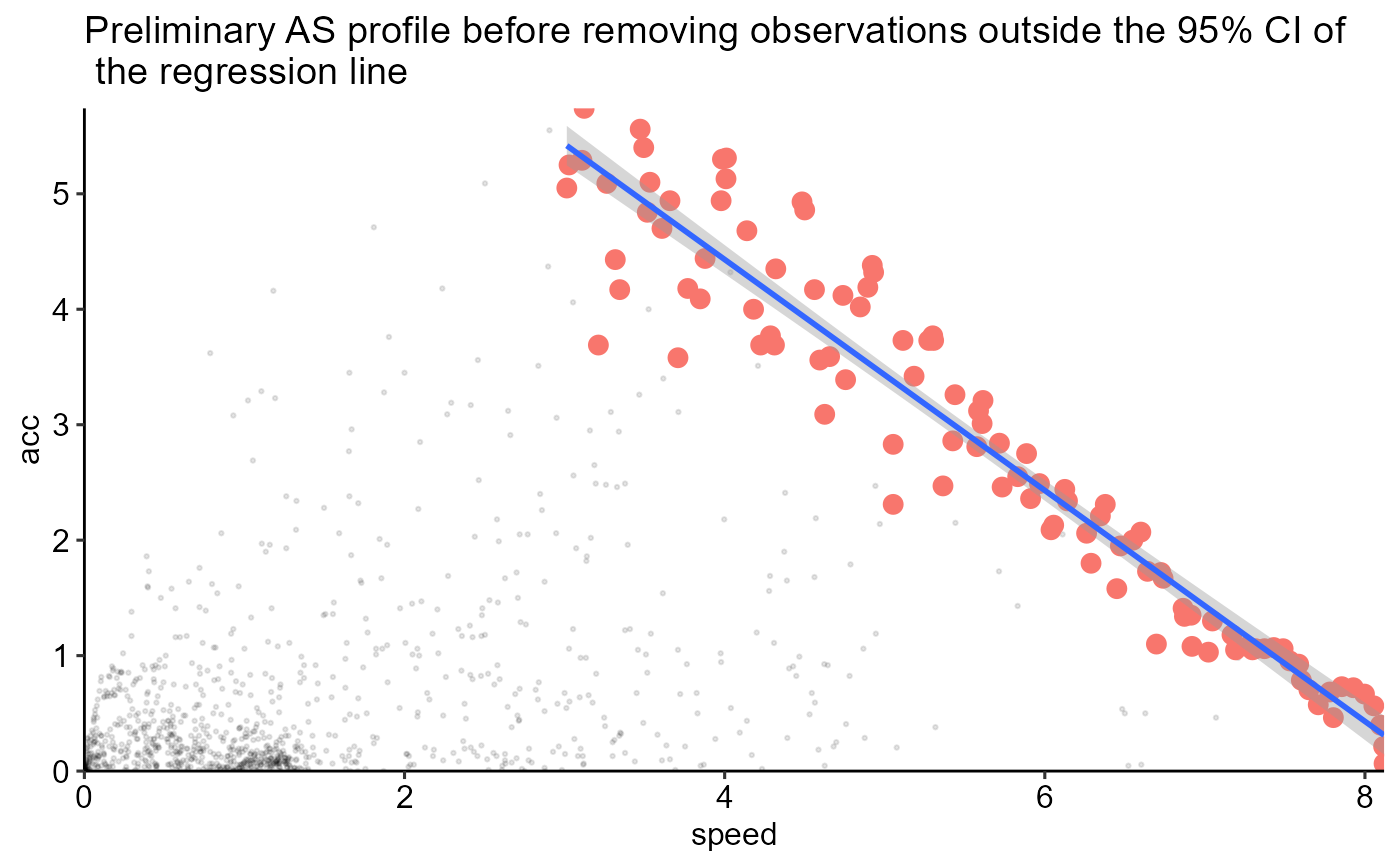 Preliminary AS profile before removing observations outside the 95% CI of
the regression line
5
4
acc
3
2
1
0
0 2 4 6 8
speed